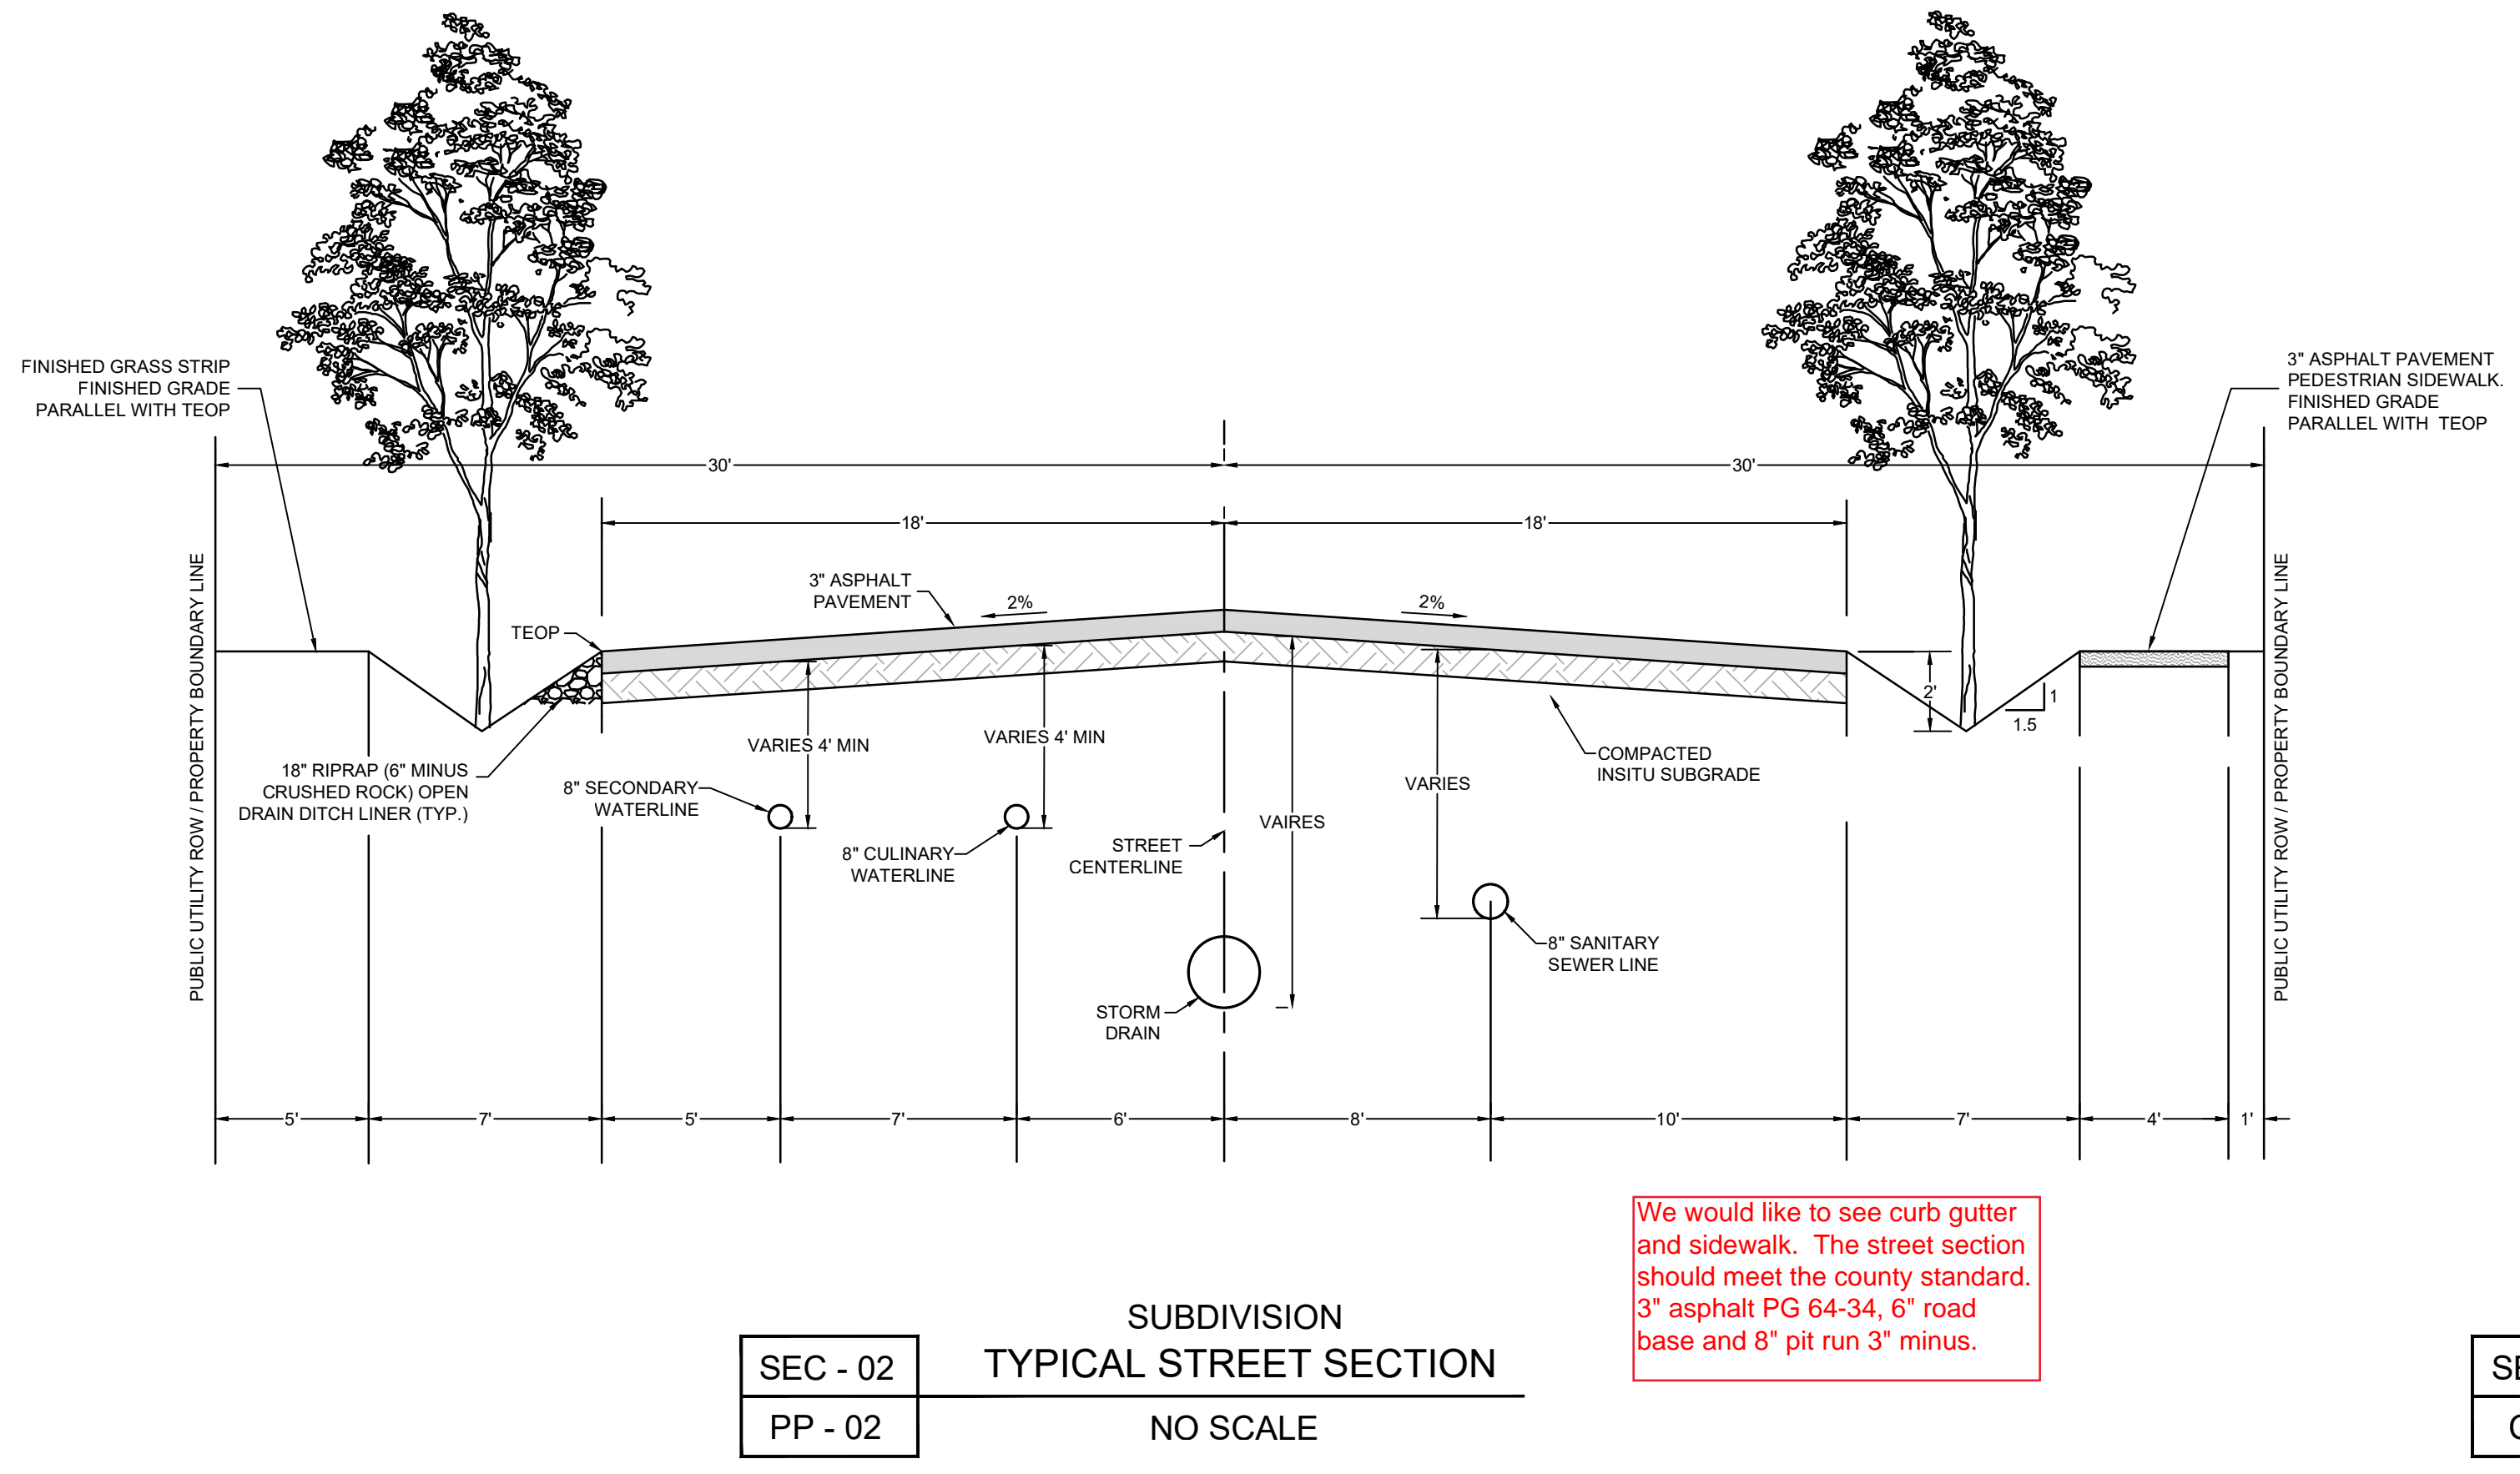 FINISHED GRASS STRIP
FINISHED GRADE
PARALLEL WITH TEOP
3" ASPHALT PAVEMENT
PEDESTRIAN SIDEWALK.
FINISHED GRADE
PARALLEL WITH TEOP
30'
30'
18'
18'
PUBLIC UTILITY ROW / PROPERTY BOUNDARY LINE
PUBLIC UTILITY ROW / PROPERTY BOUNDARY LINE
3" ASPHALT
PAVEMENT
2%
2%
TEOP
2'
1
1.5
VARIES 4' MIN
VARIES 4' MIN
18" RIPRAP (6" MINUS
CRUSHED ROCK) OPEN
DRAIN DITCH LINER (TYP.)
8" SECONDARY
WATERLINE
8" CULINARY
WATERLINE
STREET
CENTERLINE
VAIRES
VARIES
COMPACTED
INSITU SUBGRADE
8" SANITARY
SEWER LINE
STORM
DRAIN
5'
7'
5'
7'
6'
8'
10'
7'
4'
1'
We would like to see curb gutter
and sidewalk. The street section
should meet the county standard.
3" asphalt PG 64-34, 6" road
base and 8" pit run 3" minus.
SUBDIVISION
SEC - 02
TYPICAL STREET SECTION
PP - 02
NO SCALE